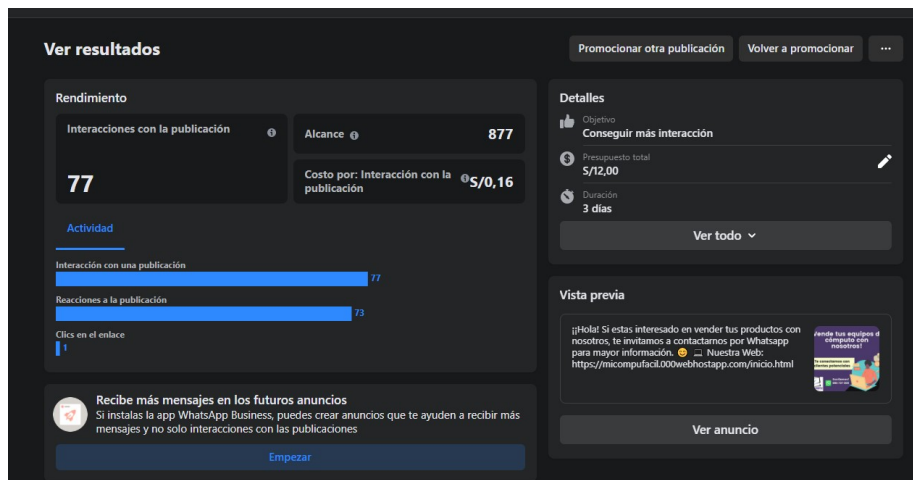 Ver resultados
Promocionar otra publicación
Volver a promocionar
...
Rendimiento
Interacciones con la publicación
77
Alcance
877
Costo por: Interacción con la
publicación
S/0,16
Actividad
Interacción con una publicación
77
Reacciones a la publicación
73
Clics en el enlace
1
Recibe más mensajes en los futuros anuncios
Si instalas la app WhatsApp Business, puedes crear anuncios que te ayuden a recibir más
mensajes y no solo interacciones con las publicaciones
Empezar
Detalles
Objetivo
Conseguir más interacción
Presupuesto total
S/12,00
Duración
3 días
Ver todo
Vista previa
¡¡Hola! Si estas interesado en vender tus productos con
nosotros, te invitamos a contactarnos por Whatsapp
para mayor información. 😀 💻 Nuestra Web:
https://micompufacil.000webhostapp.com/inicio.html
Vende tus equipos d
cómputo con
nosotros!
Ver anuncio